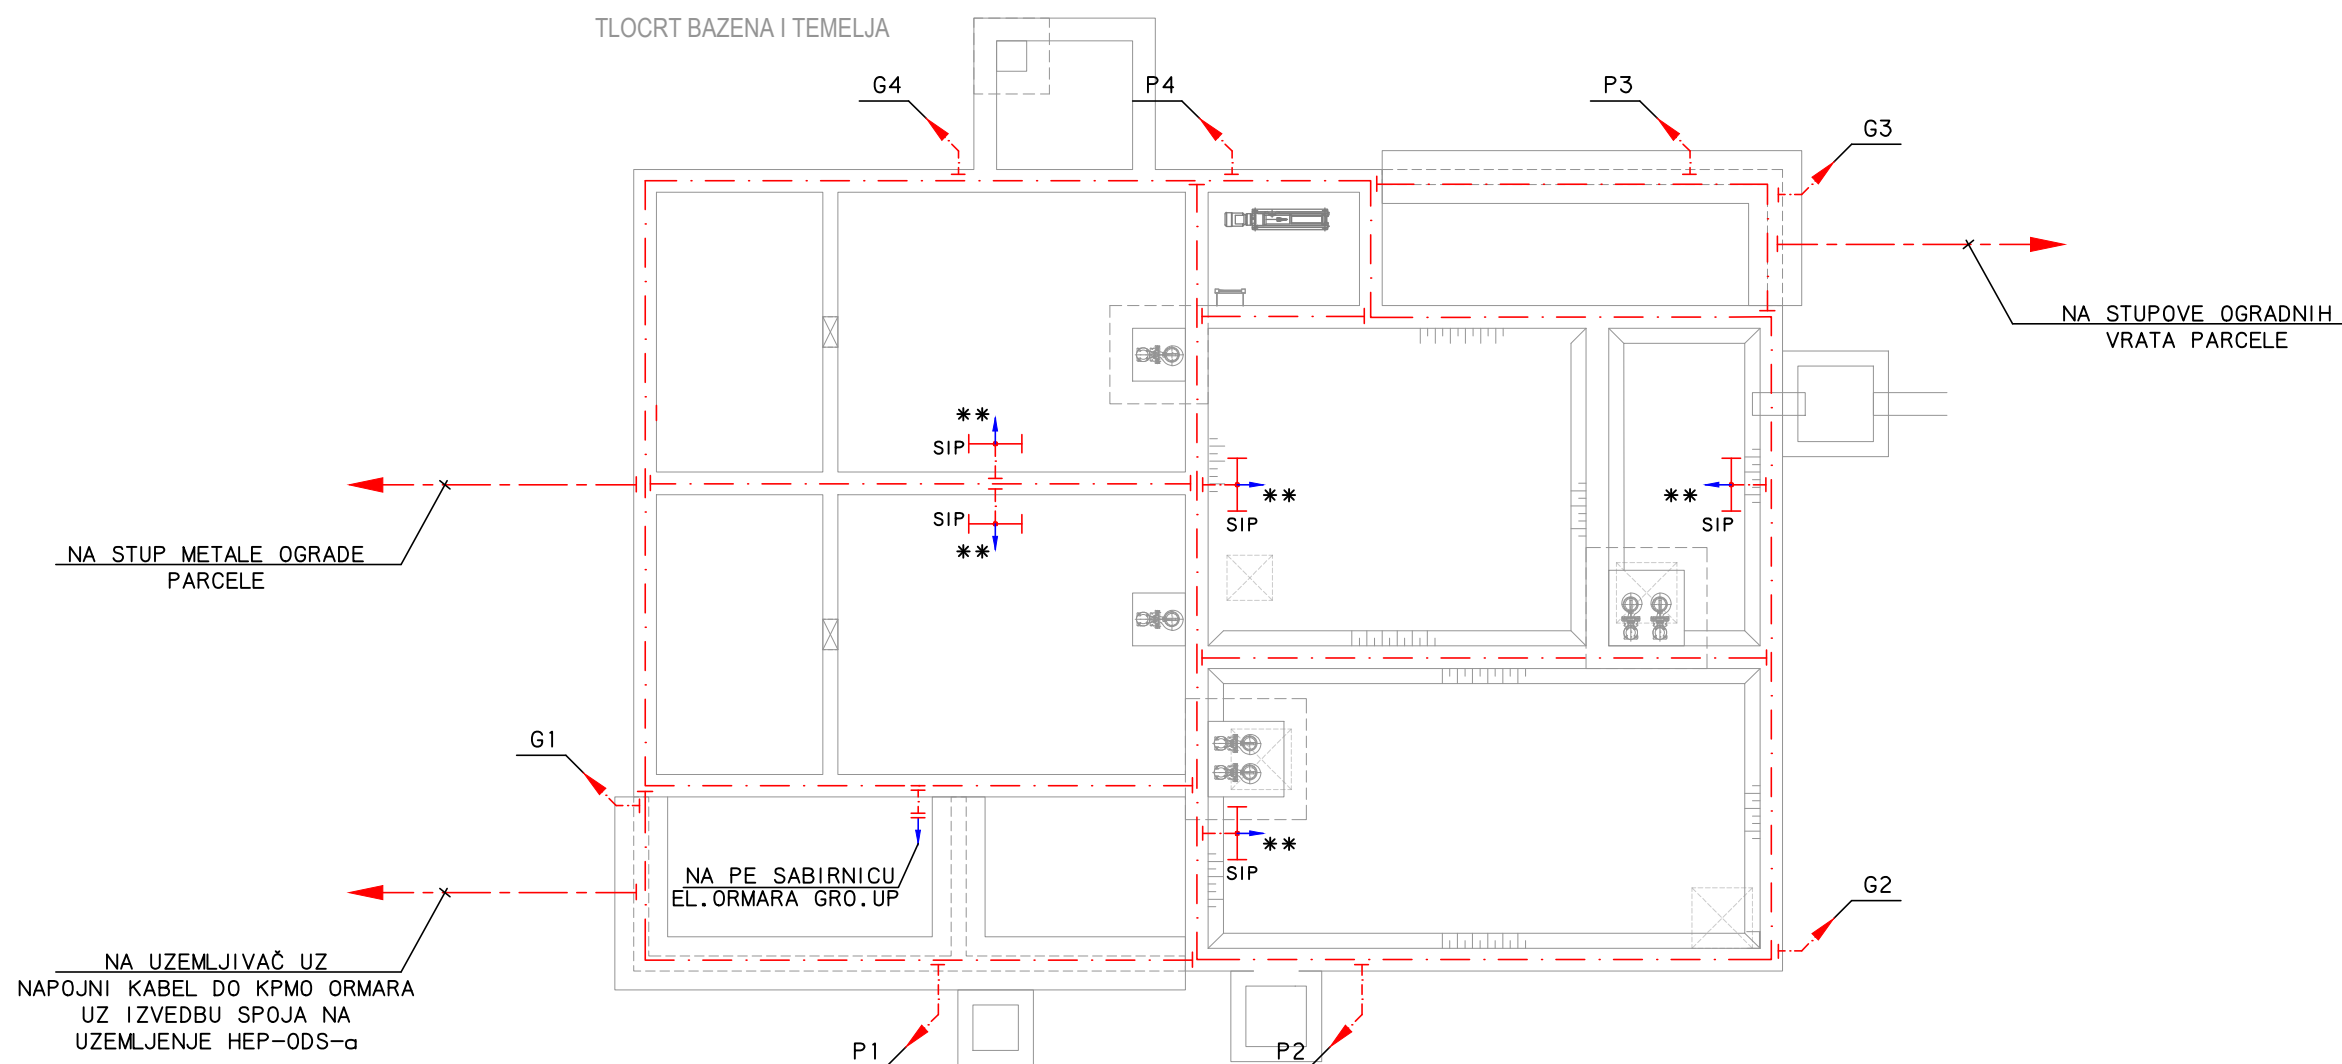 TLOCRT BAZENA I TEMELJA
G4
P4
P3
G3
NA STUPOVE OGRADNIH
VRATA PARCELE
**
SIP
SIP
**
**
SIP
**
SIP
NA STUP METALE OGRADE
PARCELE
G1
**
SIP
NA PE SABIRNICU
EL.ORMARA GRO.UP
G2
NA UZEMLJIVAČ UZ
NAPOJNI KABEL DO KPMO ORMARA
UZ IZVEDBU SPOJA NA
UZEMLJENJE HEP-ODS-a
P1
P2